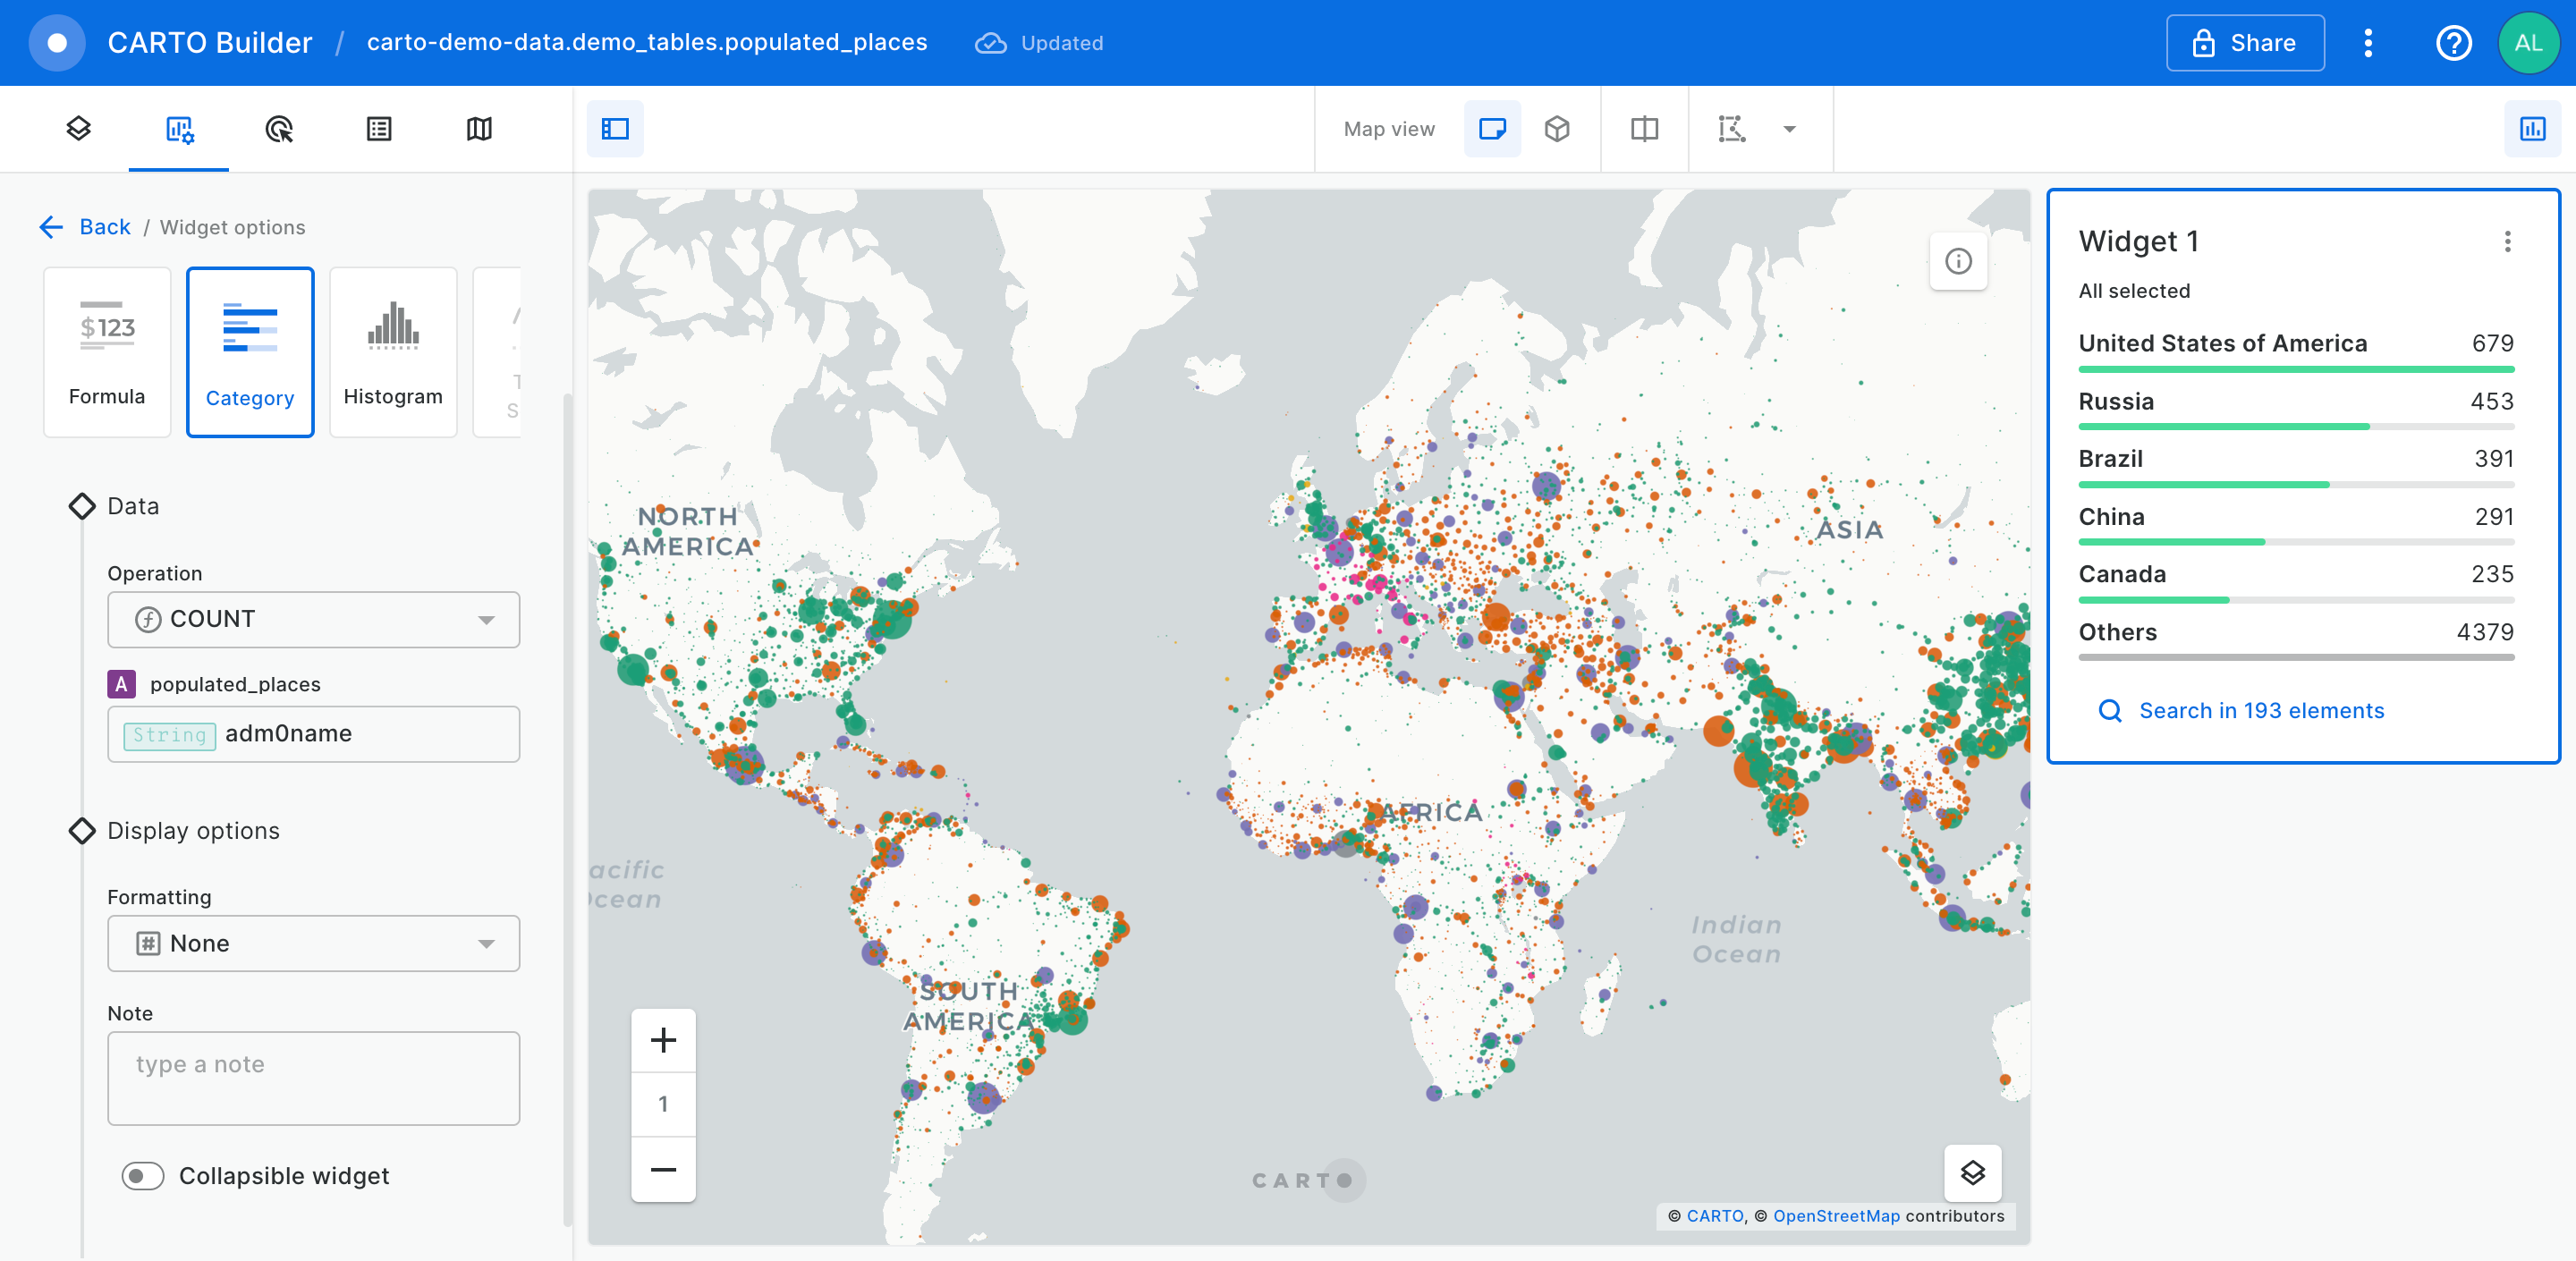 CARTO Builder / carto-demo-data.demo_tables.populated_places Updated
Share
AL
Map view
Back / Widget options
$123
Formula
Category
Histogram
T
S
Data
Operation
COUNT
A populated_places
String adm0name
Display options
Formatting
None
Note
type a note
Collapsible widget
NORTH
AMERICA
ASIA
AFRICA
acific
cean
Indian
Ocean
SOUTH
AMERICA
+
1
−
CARTO
© CARTO, © OpenStreetMap contributors
Widget 1
All selected
United States of America 679
Russia 453
Brazil 391
China 291
Canada 235
Others 4379
Search in 193 elements